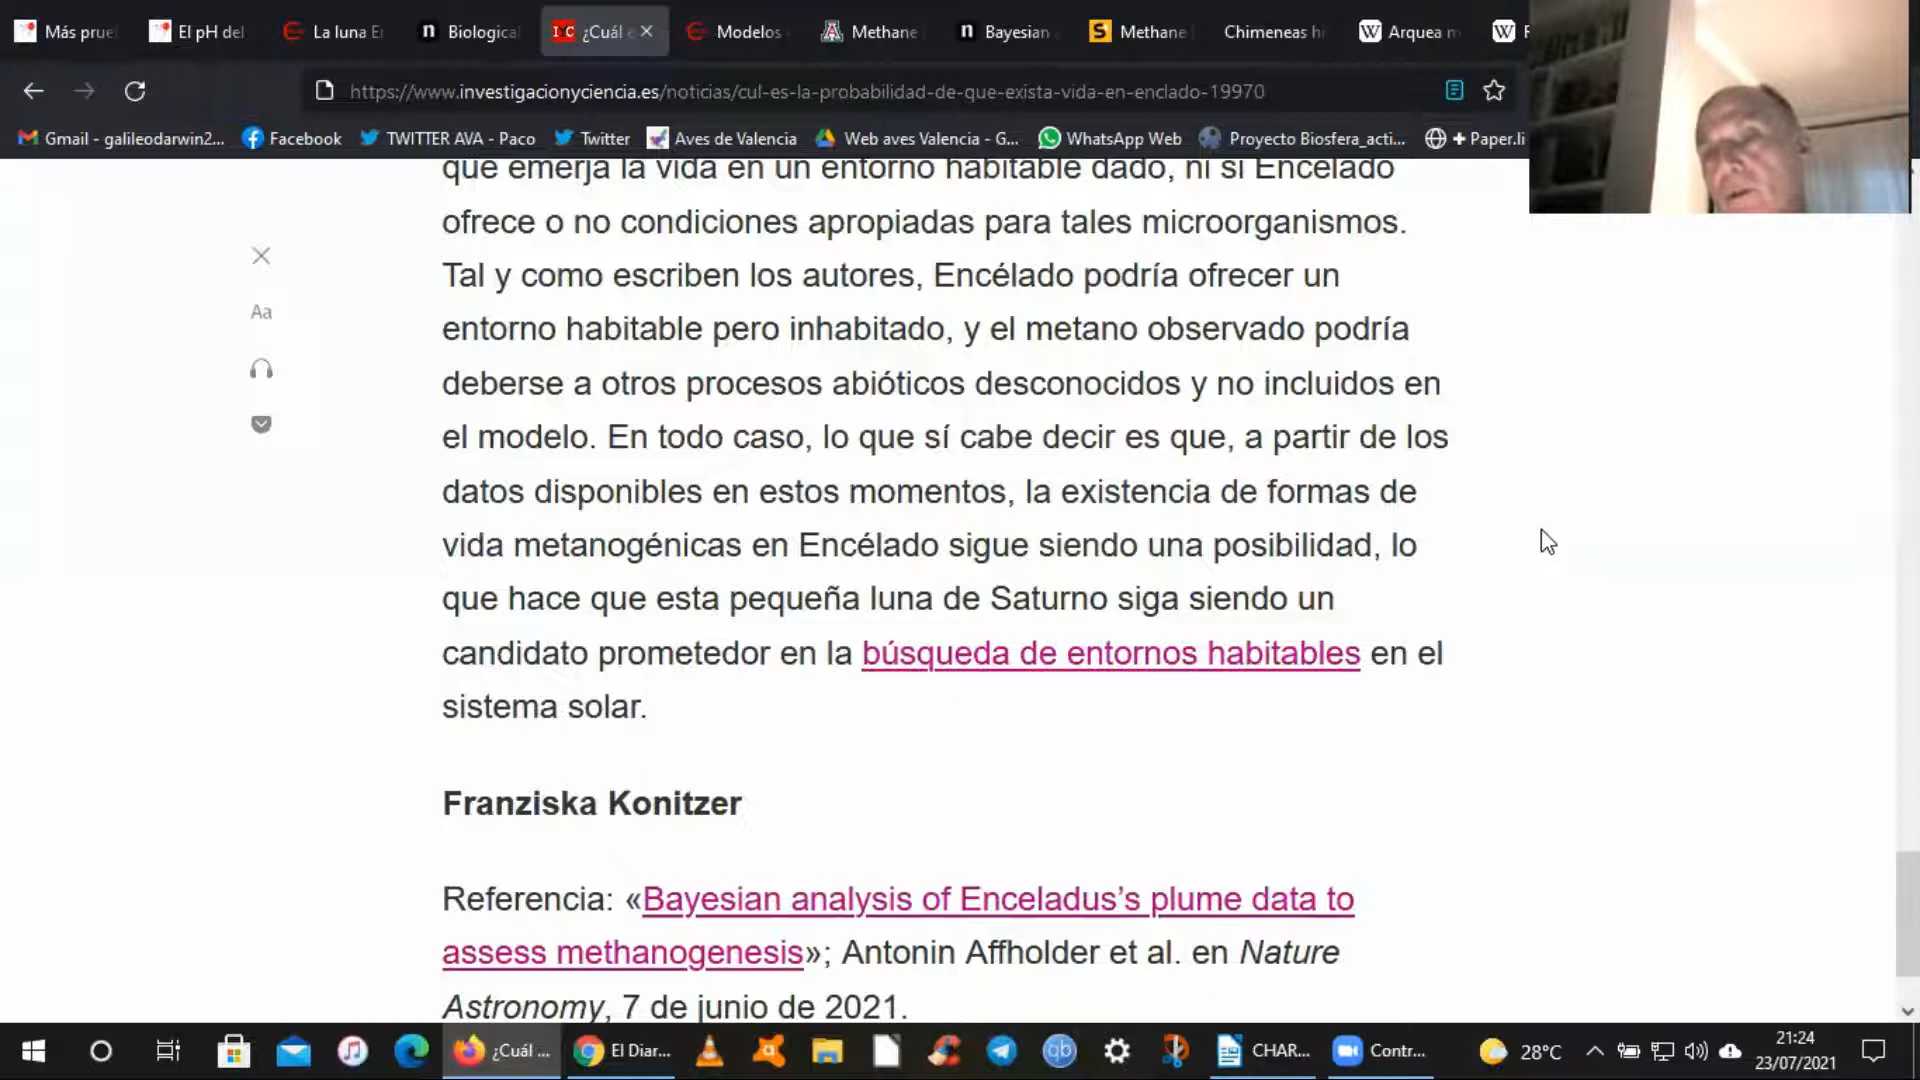 Más prue
El pH del
La luna E
Biologica
¿Cuál e
Modelos
Methane
Bayesian
Methane
Chimeneas hi
Arquea m
https://www.investigacionyciencia.es/noticias/cul-es-la-probabilidad-de-que-exista-vida-en-enclado-19970
Gmail - galileodarwin2...
Facebook
TWITTER AVA - Paco
Twitter
Aves de Valencia
Web aves Valencia - G...
WhatsApp Web
Proyecto Biosfera_acti...
+ Paper.li
que emerja la vida en un entorno habitable dado, ni si Encélado
ofrece o no condiciones apropiadas para tales microorganismos.
Tal y como escriben los autores, Encélado podría ofrecer un
entorno habitable pero inhabitado, y el metano observado podría
deberse a otros procesos abióticos desconocidos y no incluidos en
el modelo. En todo caso, lo que sí cabe decir es que, a partir de los
datos disponibles en estos momentos, la existencia de formas de
vida metanogénicas en Encélado sigue siendo una posibilidad, lo
que hace que esta pequeña luna de Saturno siga siendo un
candidato prometedor en la búsqueda de entornos habitables en el
sistema solar.
Aa
Franziska Konitzer
Referencia: «Bayesian analysis of Enceladus’s plume data to
assess methanogenesis»; Antonin Affholder et al. en Nature
Astronomy, 7 de junio de 2021.
¿Cuál ...
El Diar...
CHAR...
Contr...
28°C
21:24
23/07/2021